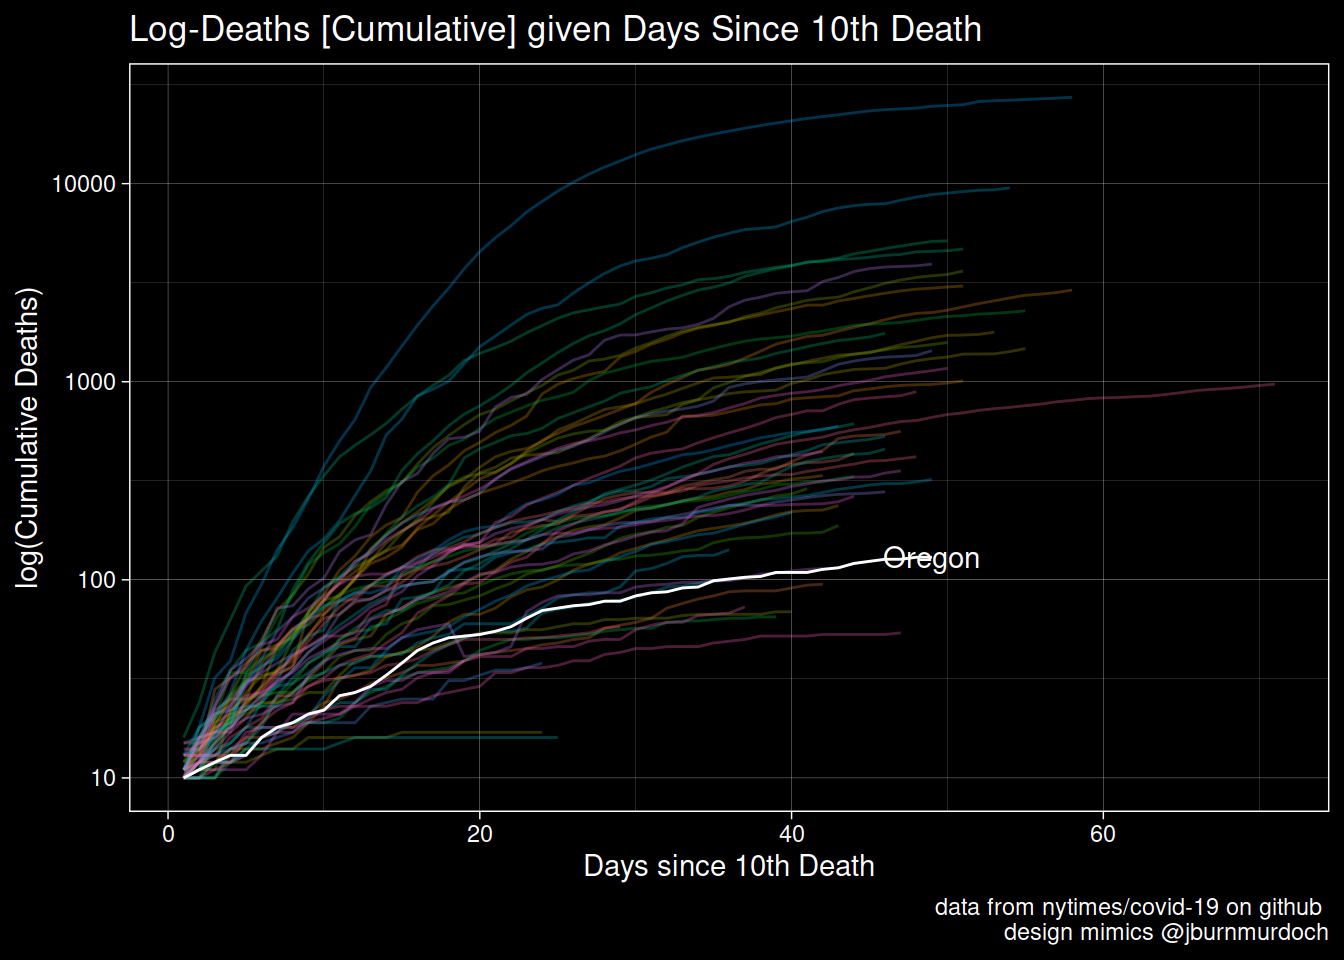 Log-Deaths [Cumulative] given Days Since 10th Death
log(Cumulative Deaths)
10000
1000
100
10
Oregon
0 20 40 60
Days since 10th Death
data from nytimes/covid-19 on github
design mimics @jburnmurdoch